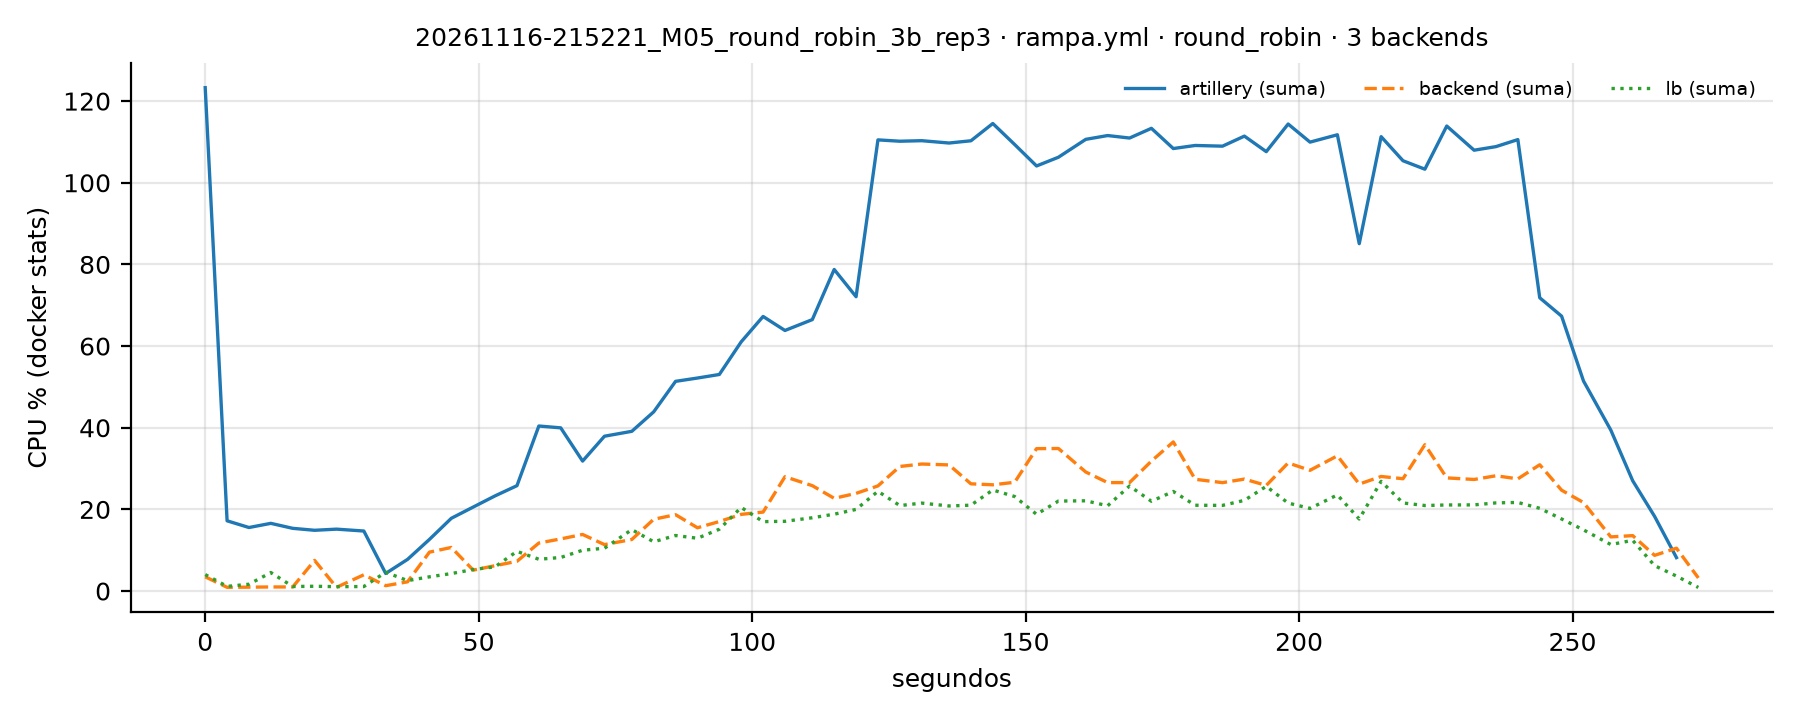 20261116-215221_M05_round_robin_3b_rep3 · rampa.yml · round_robin · 3 backends
artillery (suma) backend (suma) lb (suma)
CPU % (docker stats)
120
100
80
60
40
20
0
0 50 100 150 200 250
segundos